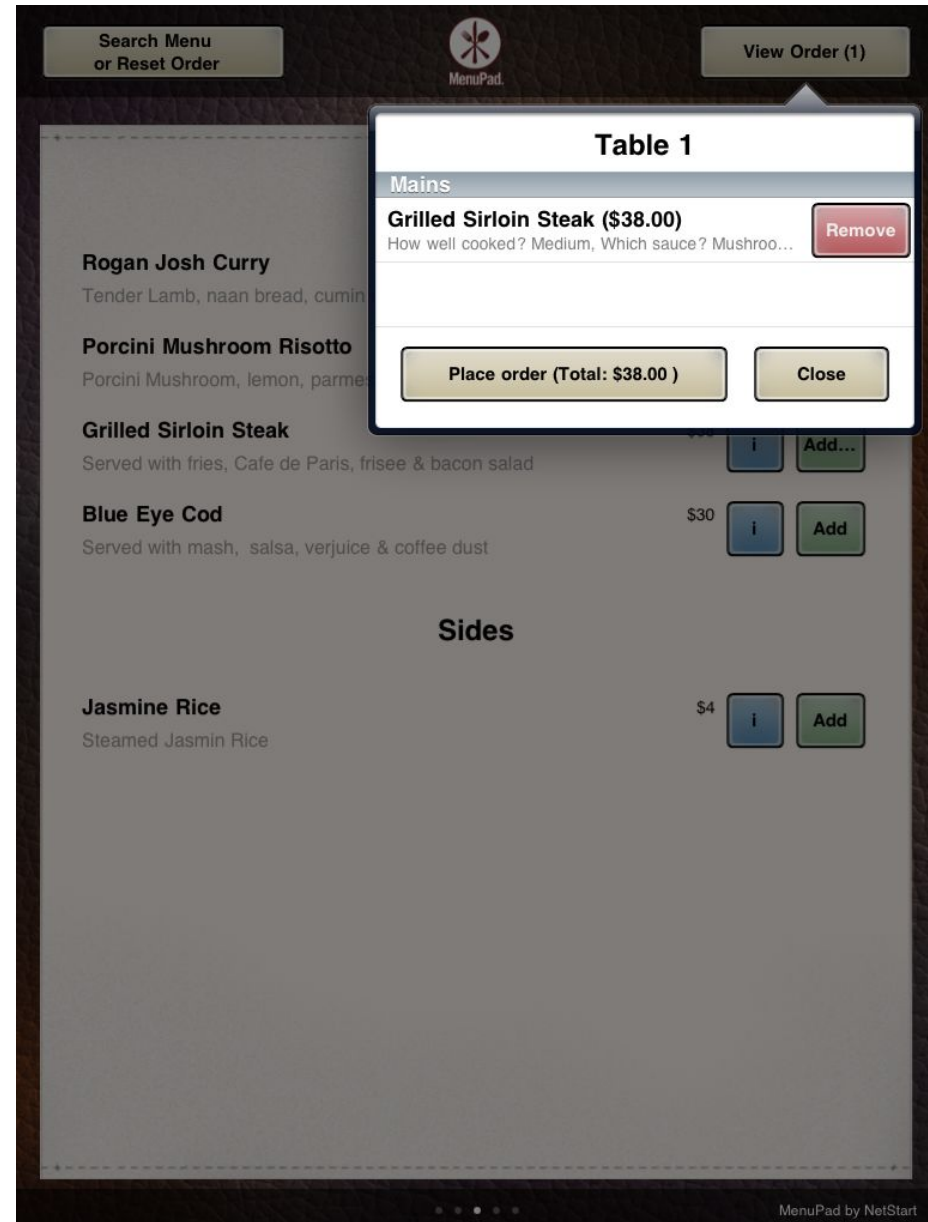 Search Menu
or Reset Order
MenuPad.
View Order (1)
Table 1
Mains
Grilled Sirloin Steak ($38.00)
How well cooked? Medium, Which sauce? Mushroo...
Remove
Place order (Total: $38.00 )
Close
Rogan Josh Curry
Tender Lamb, naan bread, cumin
Porcini Mushroom Risotto
Porcini Mushroom, lemon,
Grilled Sirloin Steak
Served with fries, Cafe de Paris, frisee & bacon salad
i
Add...
Blue Eye Cod
$30
i
Add
Served with mash, salsa, verjuice & coffee dust
Sides
Jasmine Rice
$4
i
Add
Steamed Jasmin Rice
MenuPad by NetStart